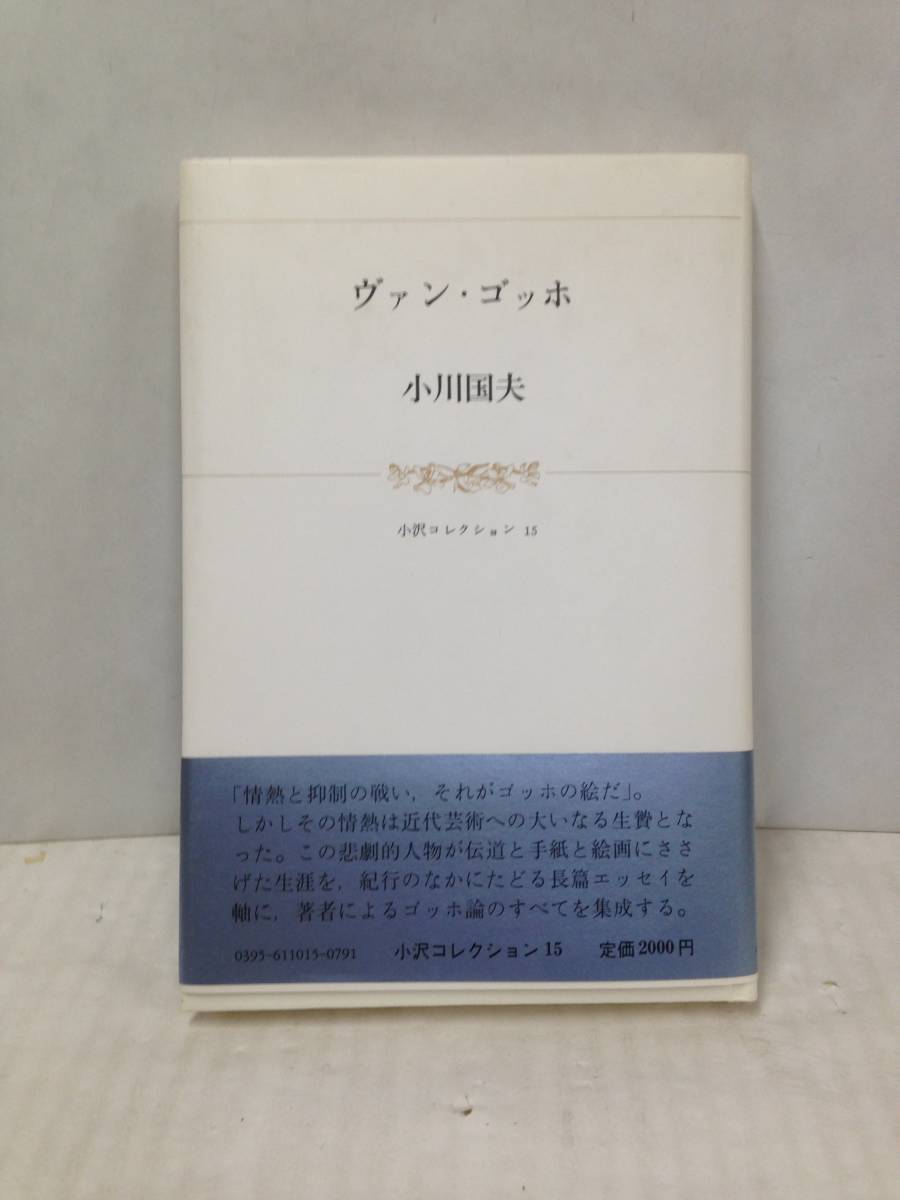 ヴァン・ゴッホ
小川国夫
小沢コレクション 15
「情熱と抑制の戦い，それがゴッホの絵だ」。
しかしその情熱は近代芸術への大いなる生贄とな
った。この悲劇的人物が伝道と手紙と絵画にささ
げた生涯を，紀行のなかにたどる長篇エッセイを
軸に，著者によるゴッホ論のすべてを集成する。
0395-611015-0791 小沢コレクション 15 定価2000円